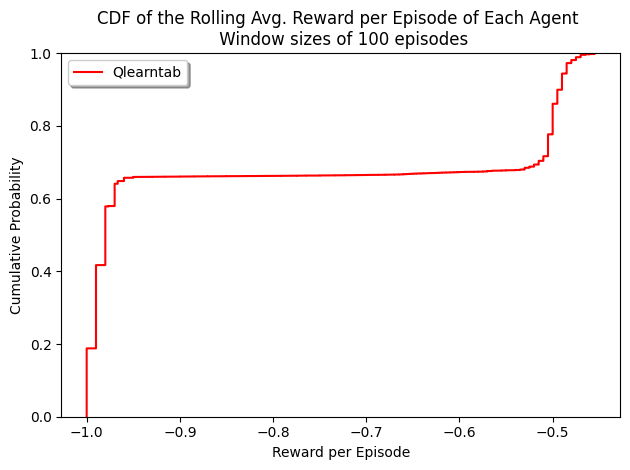 CDF of the Rolling Avg. Reward per Episode of Each Agent
Window sizes of 100 episodes
Qlearntab
1.0
0.8
0.6
0.4
0.2
0.0
Cumulative Probability
−1.0 −0.9 −0.8 −0.7 −0.6 −0.5
Reward per Episode